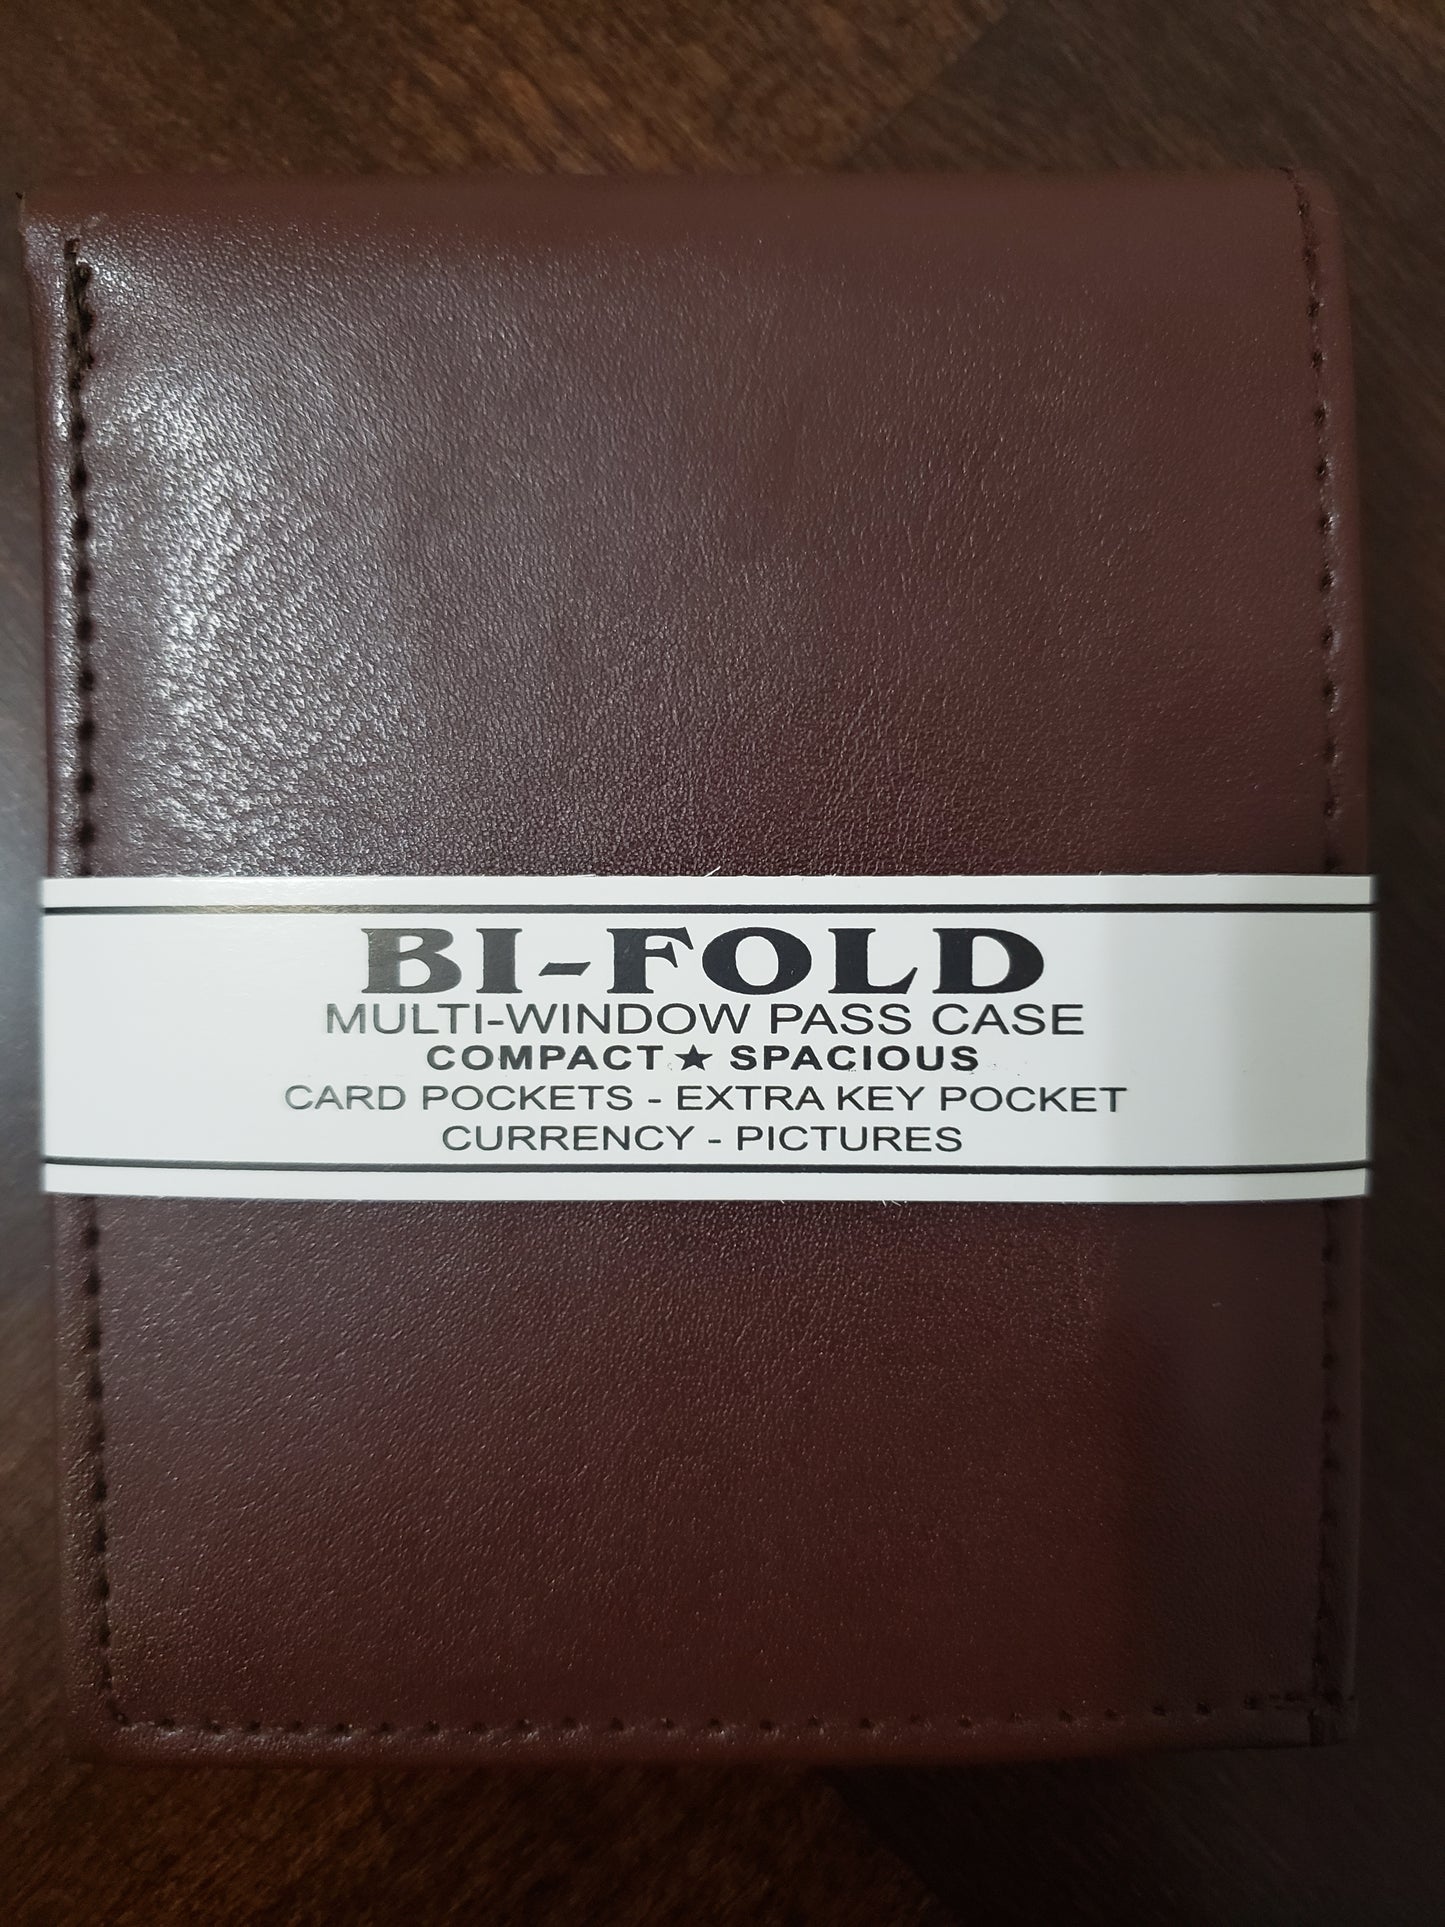 BI-FOLD
MULTI-WINDOW PASS CASE
COMPACT ★ SPACIOUS
CARD POCKETS - EXTRA KEY POCKET
CURRENCY - PICTURES